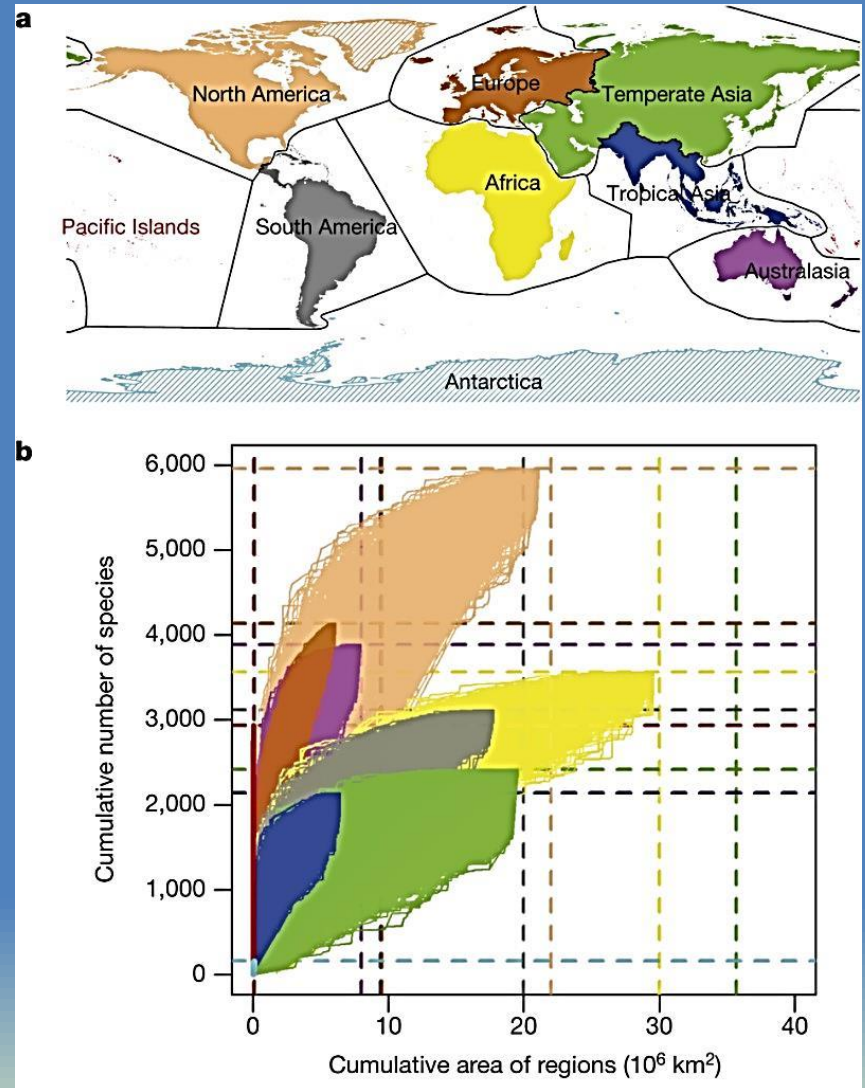 a
North America
Europe
Temperate Asia
Africa
Tropical Asia
Pacific Islands
South America
Australasia
Antarctica
b
6,000
5,000
4,000
3,000
2,000
1,000
0
Cumulative number of species
0 10 20 30 40
Cumulative area of regions (10⁶ km²)